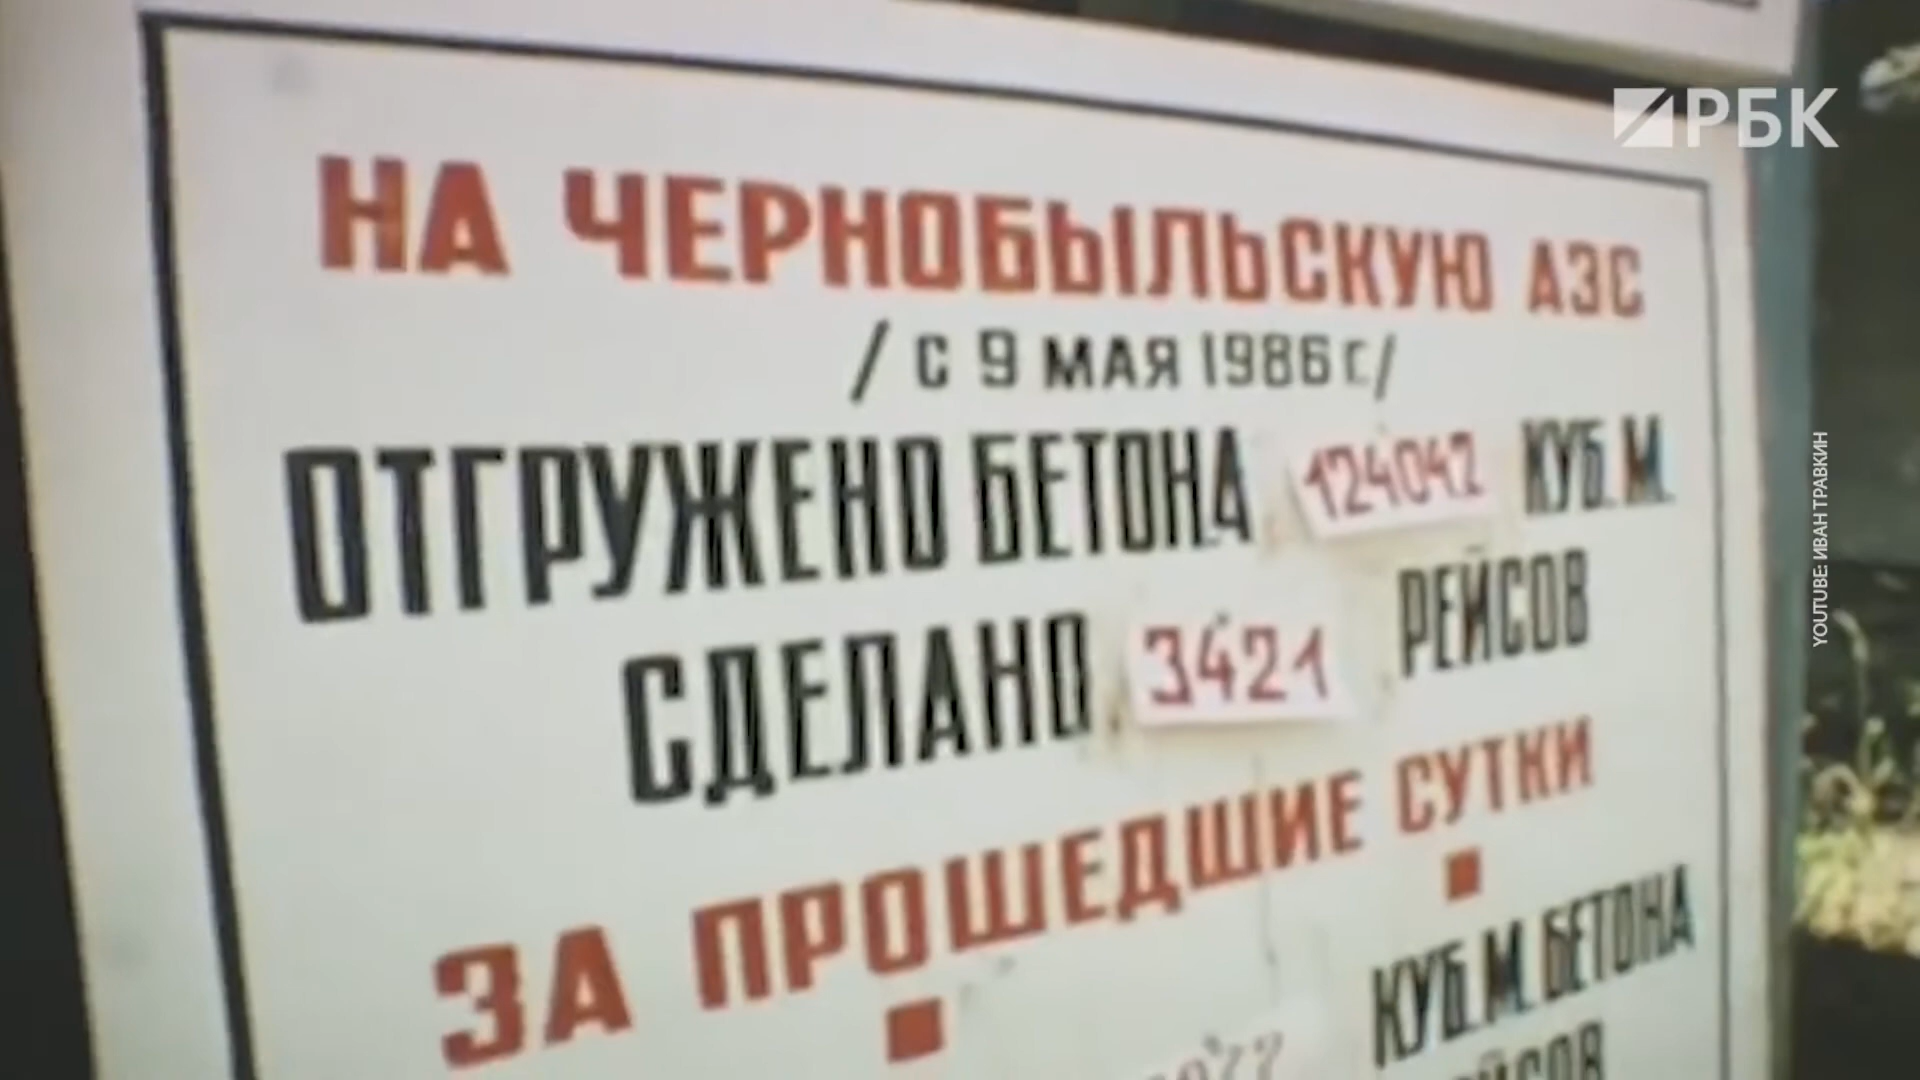 РБК
НА ЧЕРНОБЫЛЬСКУЮ АЭС
/ С 9 МАЯ 1986 г. /
ОТГРУЖЕНО БЕТОНА 124042 КУБ. М.
СДЕЛАНО 3421 РЕЙСОВ
ЗА ПРОШЕДШИЕ СУТКИ
КУБ. М. БЕТОНА
РЕЙСОВ
YOUTUBE: ИВАН ТРАВКИН